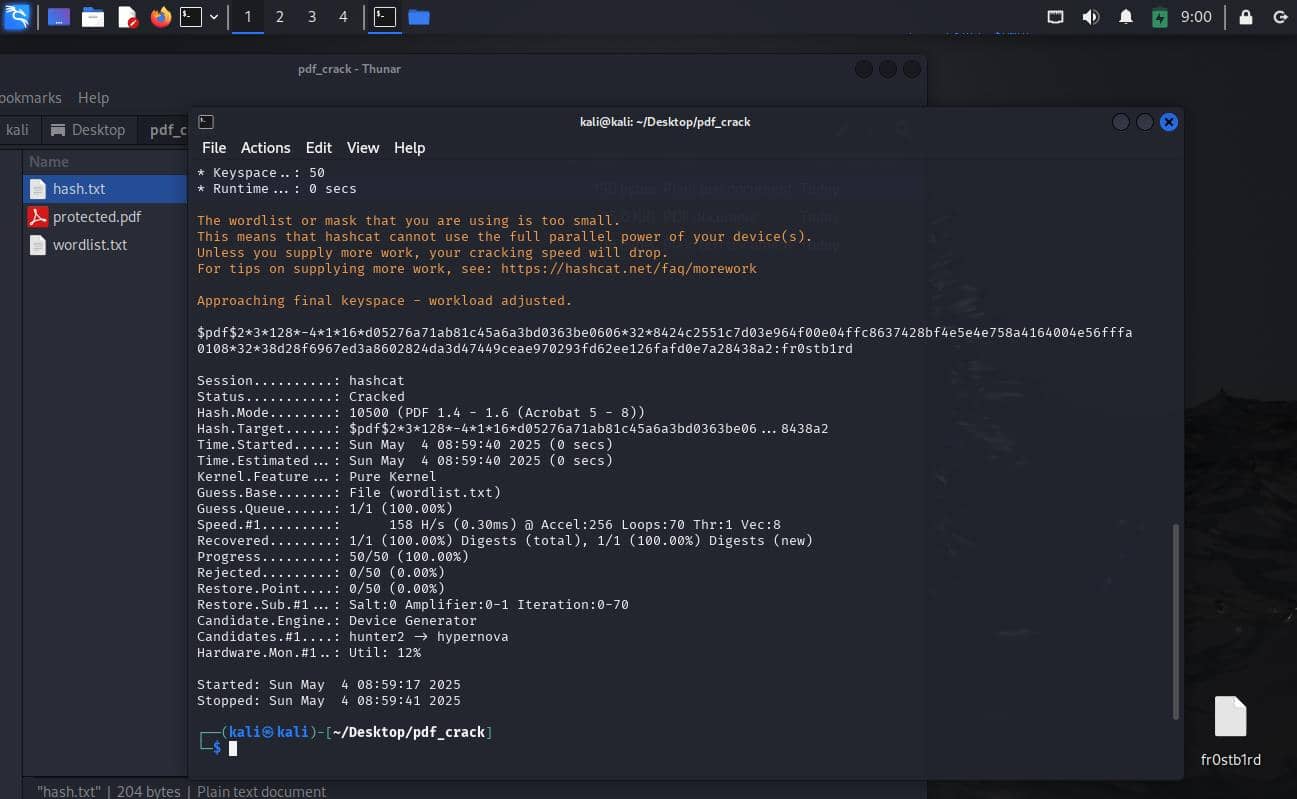 1 2 3 4
9:00
pdf_crack - Thunar
ookmarks Help
kali Desktop pdf_c
Name
hash.txt
protected.pdf
wordlist.txt
"hash.txt" | 204 bytes | Plain text document
kali@kali: ~/Desktop/pdf_crack
File Actions Edit View Help
* Keyspace..: 50
* Runtime...: 0 secs
The wordlist or mask that you are using is too small.
This means that hashcat cannot use the full parallel power of your device(s).
Unless you supply more work, your cracking speed will drop.
For tips on supplying more work, see: https://hashcat.net/faq/morework
Approaching final keyspace - workload adjusted.
$pdf$2*3*128*-4*1*16*d05276a71ab81c45a6a3bd0363be0606*32*8424c2551c7d03e964f00e04ffc8637428bf4e5e4e758a4164004e56fffa
0108*32*38d28f6967ed3a8602824da3d47449ceae970293fd62ee126fafd0e7a28438a2:fr0stb1rd
Session..........: hashcat
Status...........: Cracked
Hash.Mode........: 10500 (PDF 1.4 - 1.6 (Acrobat 5 - 8))
Hash.Target......: $pdf$2*3*128*-4*1*16*d05276a71ab81c45a6a3bd0363be06...8438a2
Time.Started.....: Sun May  4 08:59:40 2025 (0 secs)
Time.Estimated...: Sun May  4 08:59:40 2025 (0 secs)
Kernel.Feature...: Pure Kernel
Guess.Base.......: File (wordlist.txt)
Guess.Queue......: 1/1 (100.00%)
Speed.#1.........:      158 H/s (0.30ms) @ Accel:256 Loops:70 Thr:1 Vec:8
Recovered........: 1/1 (100.00%) Digests (total), 1/1 (100.00%) Digests (new)
Progress.........: 50/50 (100.00%)
Rejected.........: 0/50 (0.00%)
Restore.Point....: 0/50 (0.00%)
Restore.Sub.#1...: Salt:0 Amplifier:0-1 Iteration:0-70
Candidate.Engine.: Device Generator
Candidates.#1....: hunter2 -> hypernova
Hardware.Mon.#1..: Util: 12%
Started: Sun May  4 08:59:17 2025
Stopped: Sun May  4 08:59:41 2025
┌──(kali㉿kali)-[~/Desktop/pdf_crack]
└─$
fr0stb1rd